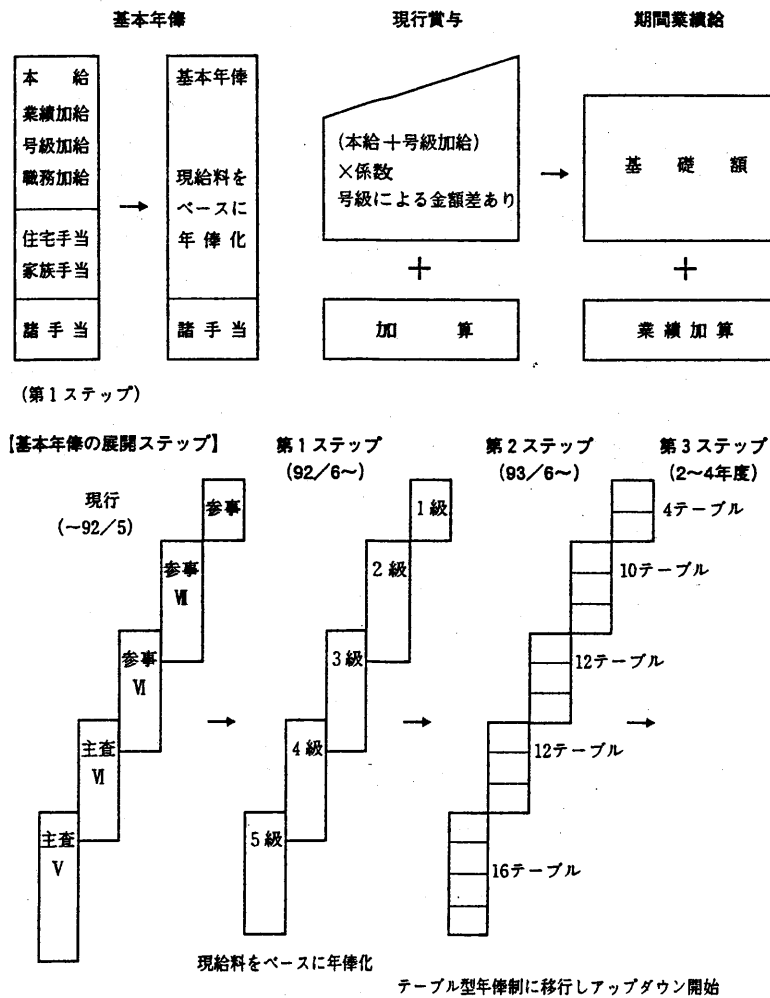 基本年俸
現行賞与
期間業績給
本給
業績加給
号級加給
職務加給
住宅手当
家族手当
諸手当
→
基本年俸
現給料を
ベースに
年俸化
諸手当
(本給＋号級加給)
×係数
号級による金額差あり
＋
加算
→
基礎額
＋
業績加算
(第1ステップ)
【基本年俸の展開ステップ】
現行
(～92／5)
参事
参事
Ⅶ
参事
Ⅵ
主査
Ⅵ
主査
Ⅴ
→
第1ステップ
(92／6～)
1級
2級
3級
4級
5級
現給料をベースに年俸化
→
第2ステップ
(93／6～)
4テーブル
10テーブル
12テーブル
12テーブル
16テーブル
テーブル型年俸制に移行しアップダウン開始
→
第3ステップ
(2～4年度)